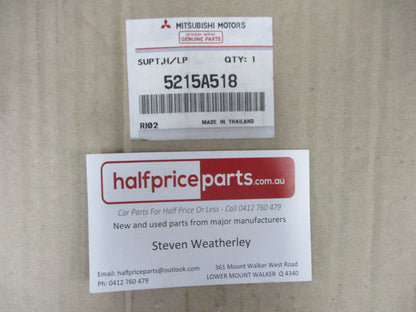 MITSUBISHI MOTORS
GENUINE PARTS
SUPT,H/LP QTY: 1
5215A518
R102 MADE IN THAILAND
halfpriceparts.com.au
Car Parts For Half Price Or Less - Call 0412 760 479
New and used parts from major manufacturers
Steven Weatherley
Email: halfpriceparts@outlook.com
Ph: 0412 760 479
361 Mount Walker West Road
LOWER MOUNT WALKER Q 4340